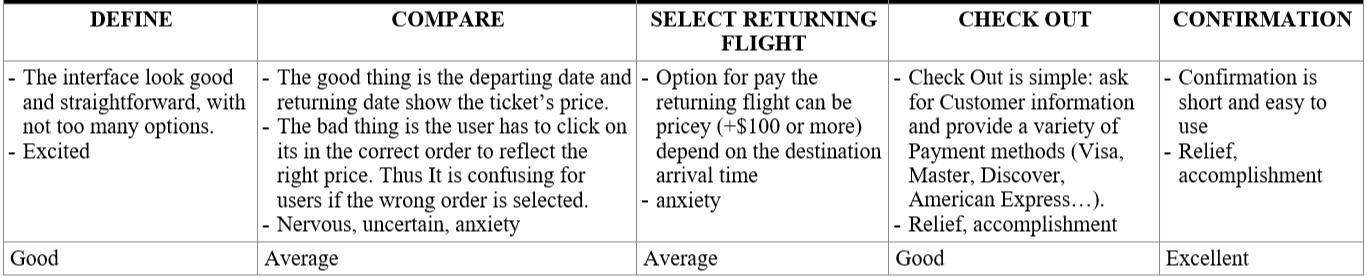 DEFINE
COMPARE
SELECT RETURNING
FLIGHT
CHECK OUT
CONFIRMATION
- The interface look good
and straightforward, with
not too many options.
- Excited
- The good thing is the departing date and
returning date show the ticket’s price.
- The bad thing is the user has to click on
its in the correct order to reflect the
right price. Thus It is confusing for
users if the wrong order is selected.
- Nervous, uncertain, anxiety
- Option for pay the
returning flight can be
pricey (+$100 or more)
depend on the destination
arrival time
- anxiety
- Check Out is simple: ask
for Customer information
and provide a variety of
Payment methods (Visa,
Master, Discover,
American Express…).
- Relief, accomplishment
- Confirmation is
short and easy to
use
- Relief,
accomplishment
Good
Average
Average
Good
Excellent